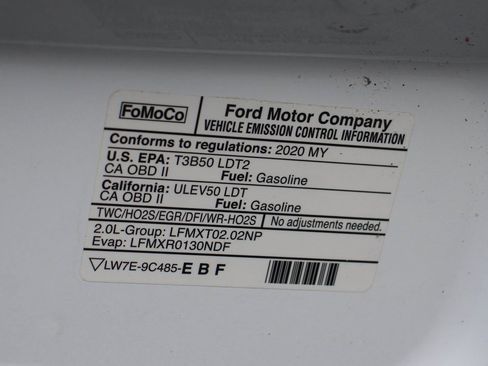 FoMoCo
Ford Motor Company
VEHICLE EMISSION CONTROL INFORMATION
Conforms to regulations: 2020 MY
U.S. EPA: T3B50 LDT2
CA OBD II Fuel: Gasoline
California: ULEV50 LDT
CA OBD II Fuel: Gasoline
TWC/HO2S/EGR/DFI/WR-HO2S No adjustments needed.
2.0L-Group: LFMXT02.02NP
Evap: LFMXR0130NDF
LW7E-9C485-EBF